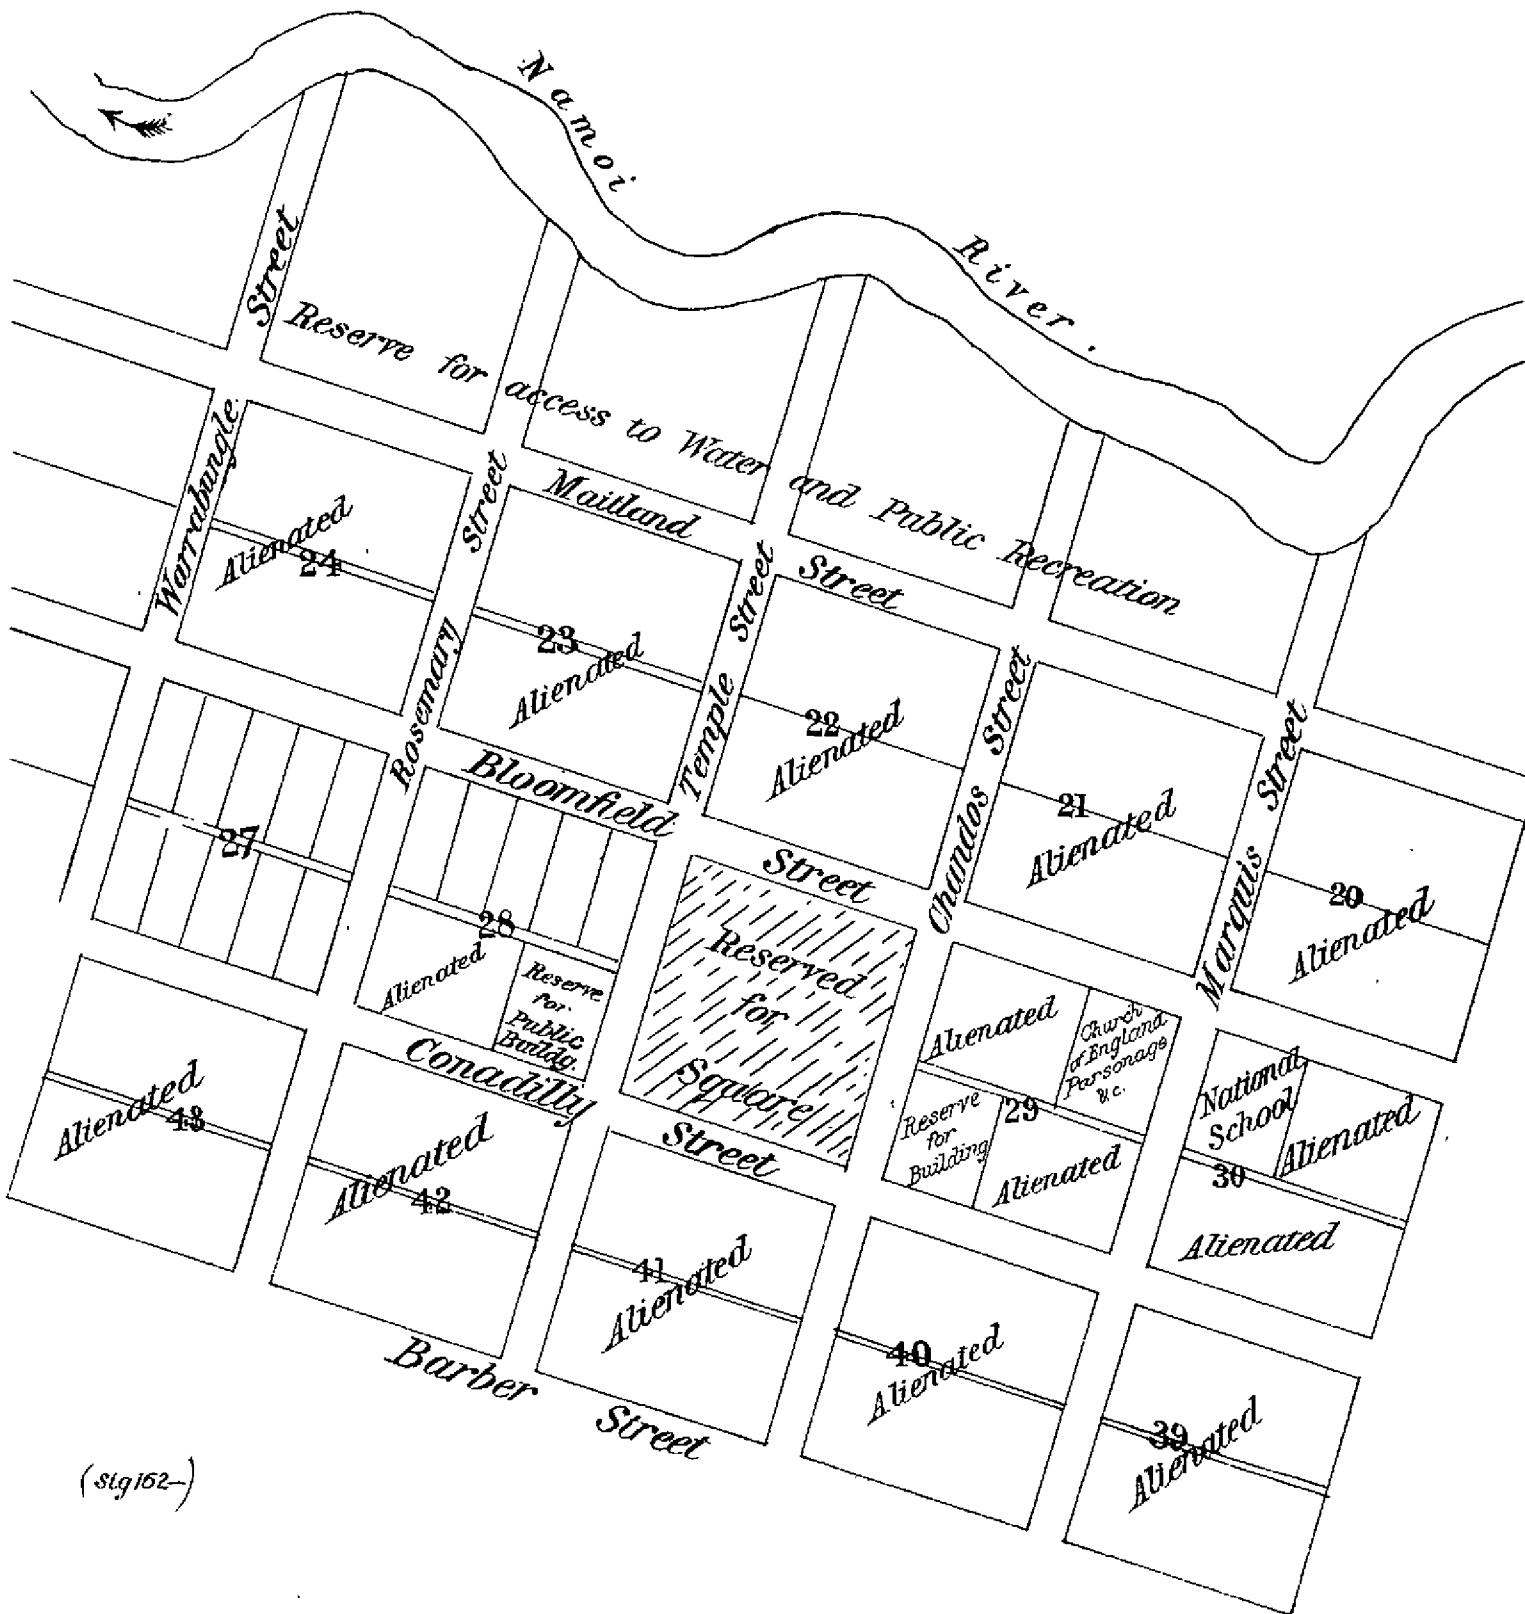 Namoi
River.
Street
Reserve for access to Water and Public Recreation
Warrabungle
Alienated
24
Street
Rosemary
Maitland
Street
23
Alienated
Street
Temple
22
Alienated
Street
Chandos
21
Alienated
Street
Marquis
20
Alienated
Bloomfield
Street
27
28
Alienated
Reserve
for
Public
Buildg.
Reserved
for
Square
Alienated
Church
of England
Parsonage
&c.
Reserve
for
Building
29
Alienated
National
School
Alienated
30
Alienated
Conadilly
Street
Alienated
43
Alienated
42
41
Alienated
40
Alienated
39
Alienated
Barber
Street
(Sig 162-)